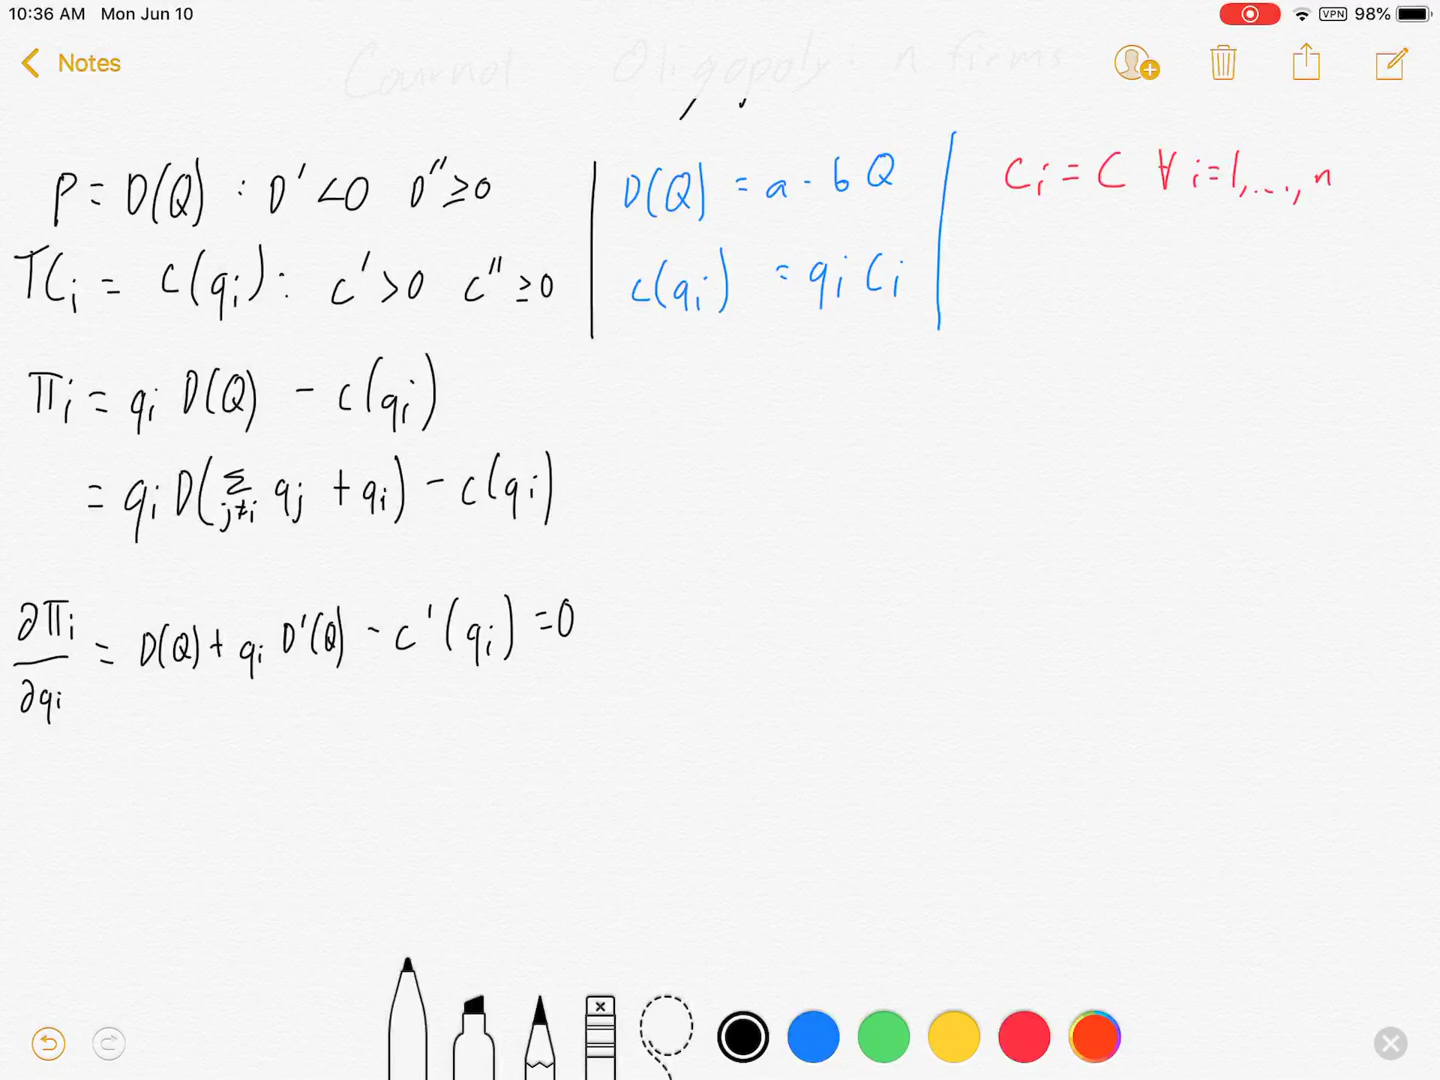 10:36 AM Mon Jun 10
VPN 98%
Notes
Cournot Oligopoly: n firms
P = D(Q) : D' <0 D'' ≥0
D(Q) = a - b Q
C_i = C ∀ i=1,...,n
TC_i = c(q_i) : c' >0 c'' ≥0
c(q_i) = q_i C_i
π_i = q_i D(Q) - c(q_i)
= q_i D(Σ_{j≠i} q_j + q_i) - c(q_i)
∂π_i/∂q_i = D(Q) + q_i D'(Q) - c'(q_i) =0